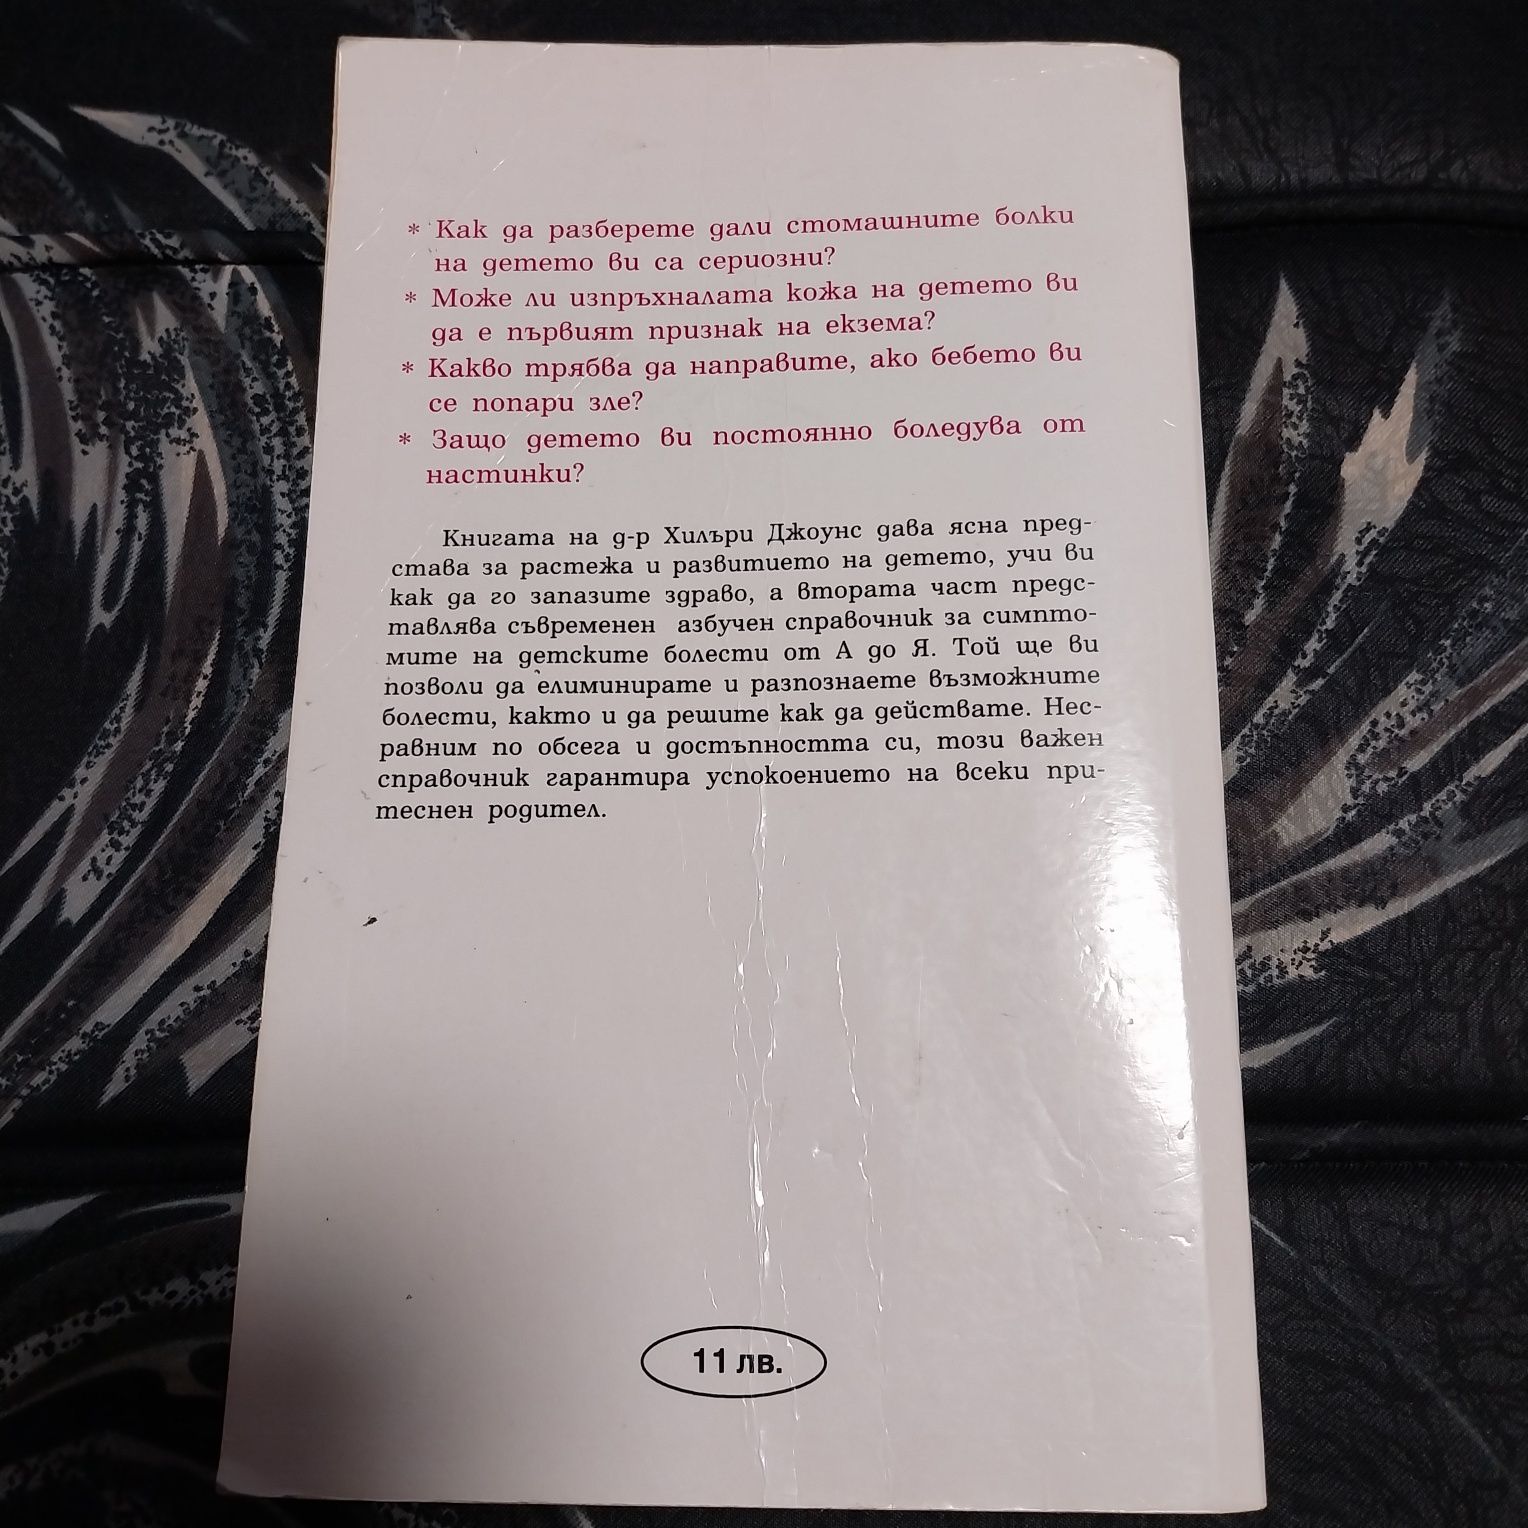 * Как да разберете дали стомашните болки
на детето ви са сериозни?
* Може ли изпръхналата кожа на детето ви
да е първият признак на екзема?
* Какво трябва да направите, ако бебето ви
се попари зле?
* Защо детето ви постоянно боледува от
настинки?
Книгата на д-р Хилъри Джоунс дава ясна пред-
става за растежа и развитието на детето, учи ви
как да го запазите здраво, а втората част предс-
тавлява съвременен азбучен справочник за симпто-
мите на детските болести от А до Я. Той ще ви
позволи да елиминирате и разпознаете възможните
болести, както и да решите как да действате. Нес-
равним по обсега и достъпността си, този важен
справочник гарантира успокоението на всеки при-
теснен родител.
11 лв.